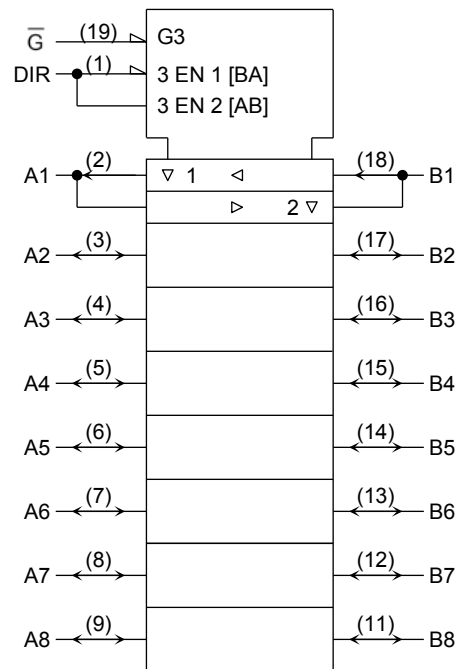 G̅ (19) G3
DIR (1) 3 EN 1 [BA]
3 EN 2 [AB]
A1 (2) ▽ 1 ◁ (18) B1
▷ 2 ▽
A2 (3) (17) B2
A3 (4) (16) B3
A4 (5) (15) B4
A5 (6) (14) B5
A6 (7) (13) B6
A7 (8) (12) B7
A8 (9) (11) B8